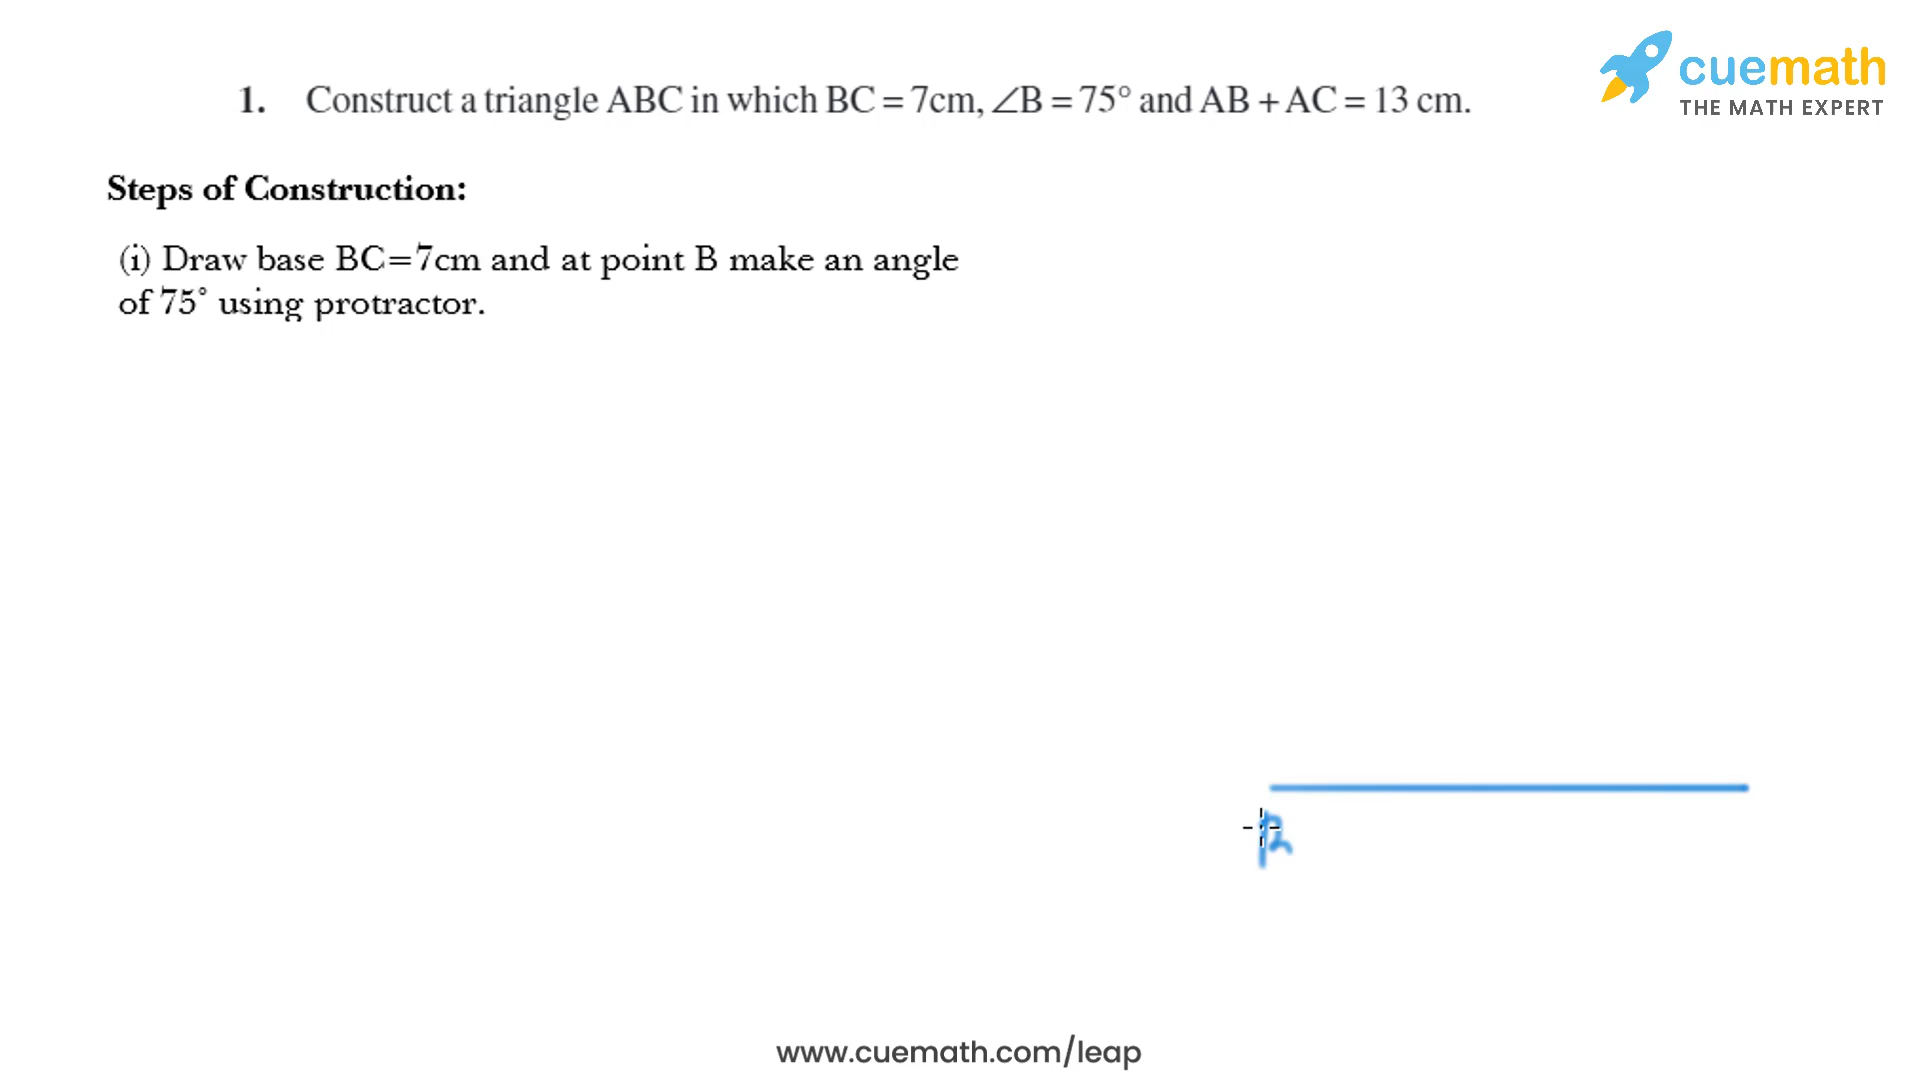 cuemath
THE MATH EXPERT
1. Construct a triangle ABC in which BC = 7cm, ∠B = 75° and AB + AC = 13 cm.
Steps of Construction:
(i) Draw base BC=7cm and at point B make an angle
of 75° using protractor.
www.cuemath.com/leap